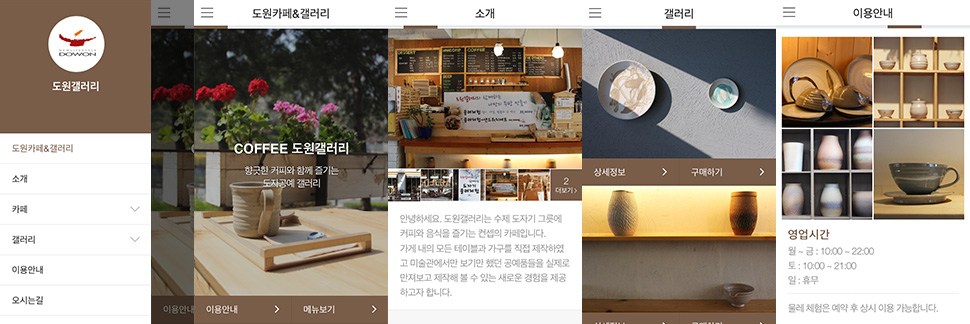 DOWON
도원갤러리
도원카페&갤러리
소개
카페
갤러리
이용안내
오시는길
이용안내
도원카페&갤러리
COFFEE 도원갤러리
향긋한 커피와 함께 즐기는
도자공예 갤러리
이용안내
메뉴보기
소개
COFFEE
2
더보기
안녕하세요. 도원갤러리는 수제 도자기 그릇에
커피와 음식을 즐기는 컨셉의 카페입니다.
가게 내의 모든 테이블과 가구를 직접 제작하였
고 미술관에서만 보기만 했던 공예품들을 실제로
만져보고 제작해 볼 수 있는 새로운 경험을 제공
하고자 합니다.
갤러리
상세정보
구매하기
상세정보
구매하기
이용안내
영업시간
월 ~ 금 : 10:00 ~ 22:00
토 : 10:00 ~ 21:00
일 : 휴무
물레 체험은 예약 후 상시 이용 가능합니다.